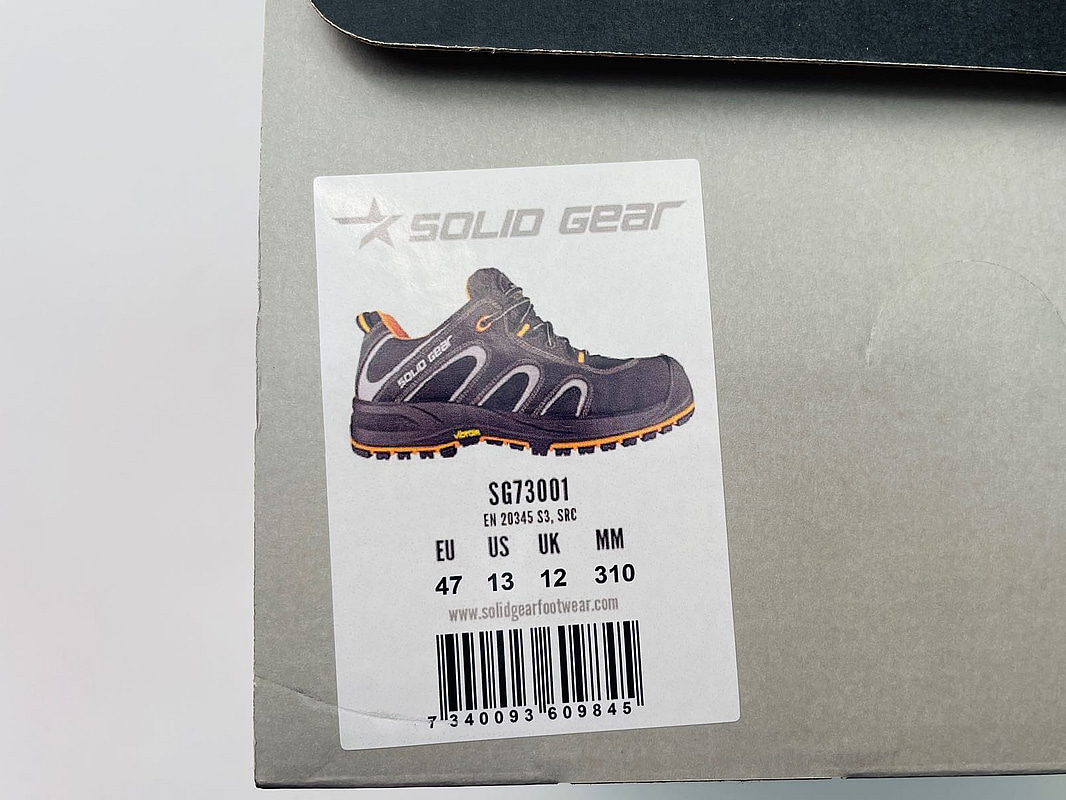 SOLID GEAR
SOLID GEAR
vibram
SG73001
EN 20345 S3, SRC
EU US UK MM
47 13 12 310
www.solidgearfootwear.com
7 340093 609845